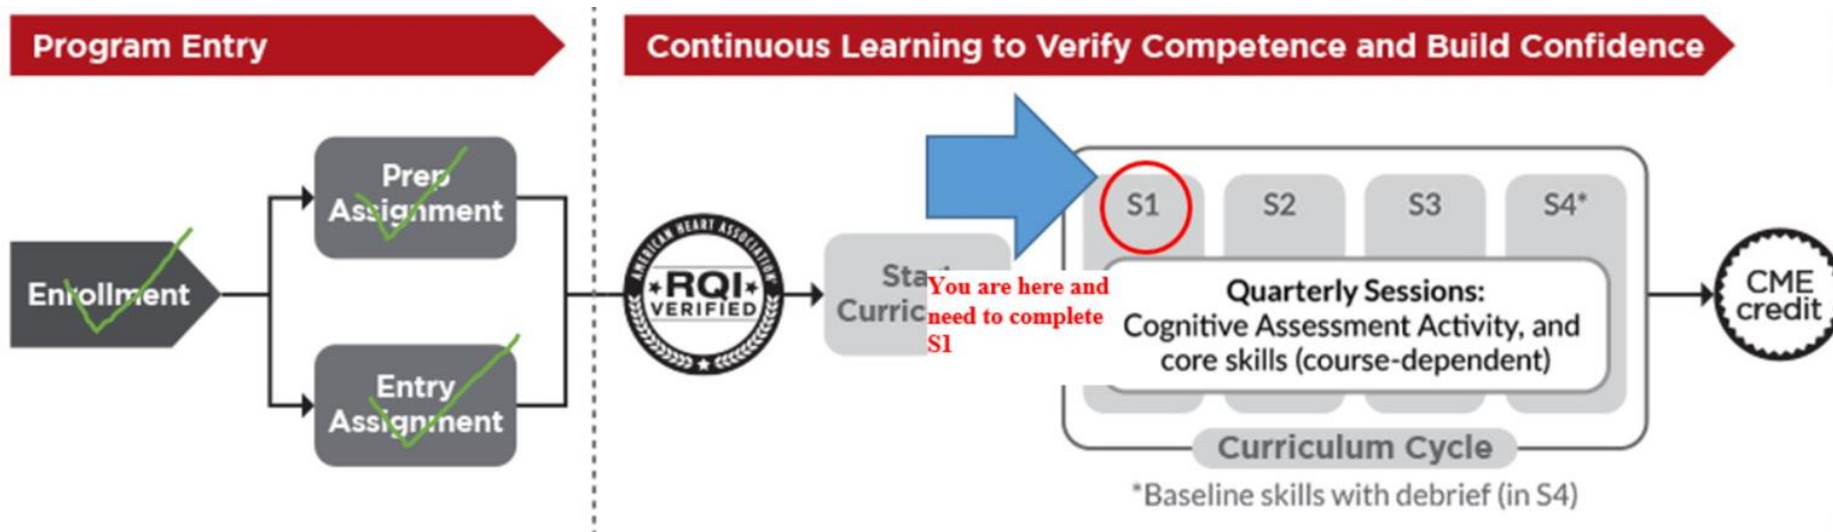 Program Entry
Continuous Learning to Verify Competence and Build Confidence
Enrollment
Prep
Assignment
Entry
Assignment
AMERICAN HEART ASSOCIATION
RQI
VERIFIED
You are here and
need to complete
S1
S1
S2
S3
S4*
Quarterly Sessions:
Cognitive Assessment Activity, and
core skills (course-dependent)
Curriculum Cycle
*Baseline skills with debrief (in S4)
CME
credit